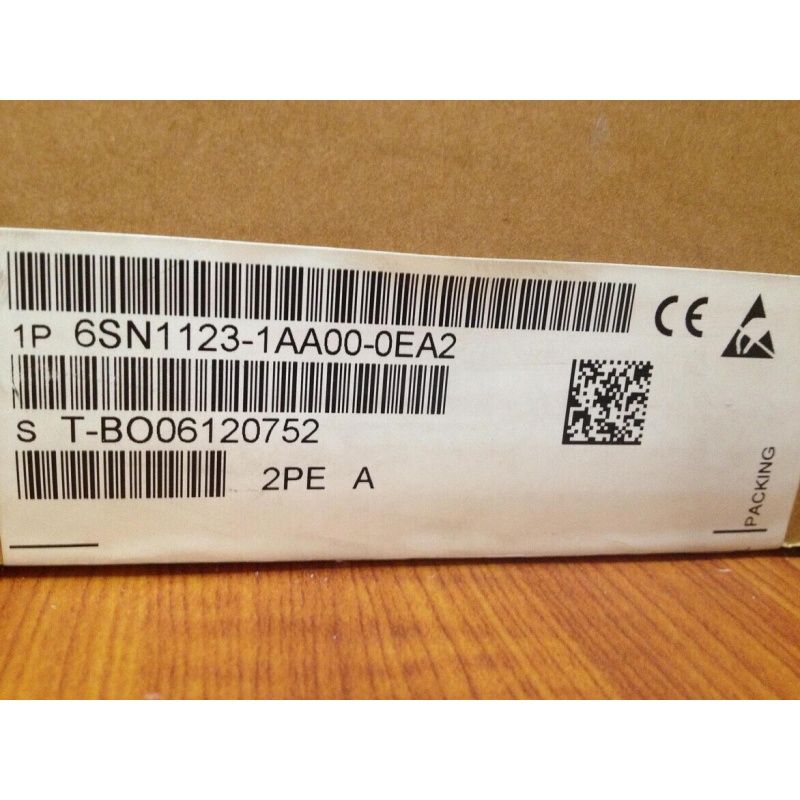 CE
1P 6SN1123-1AA00-0EA2
S T-BO06120752
2PE A
PACKING